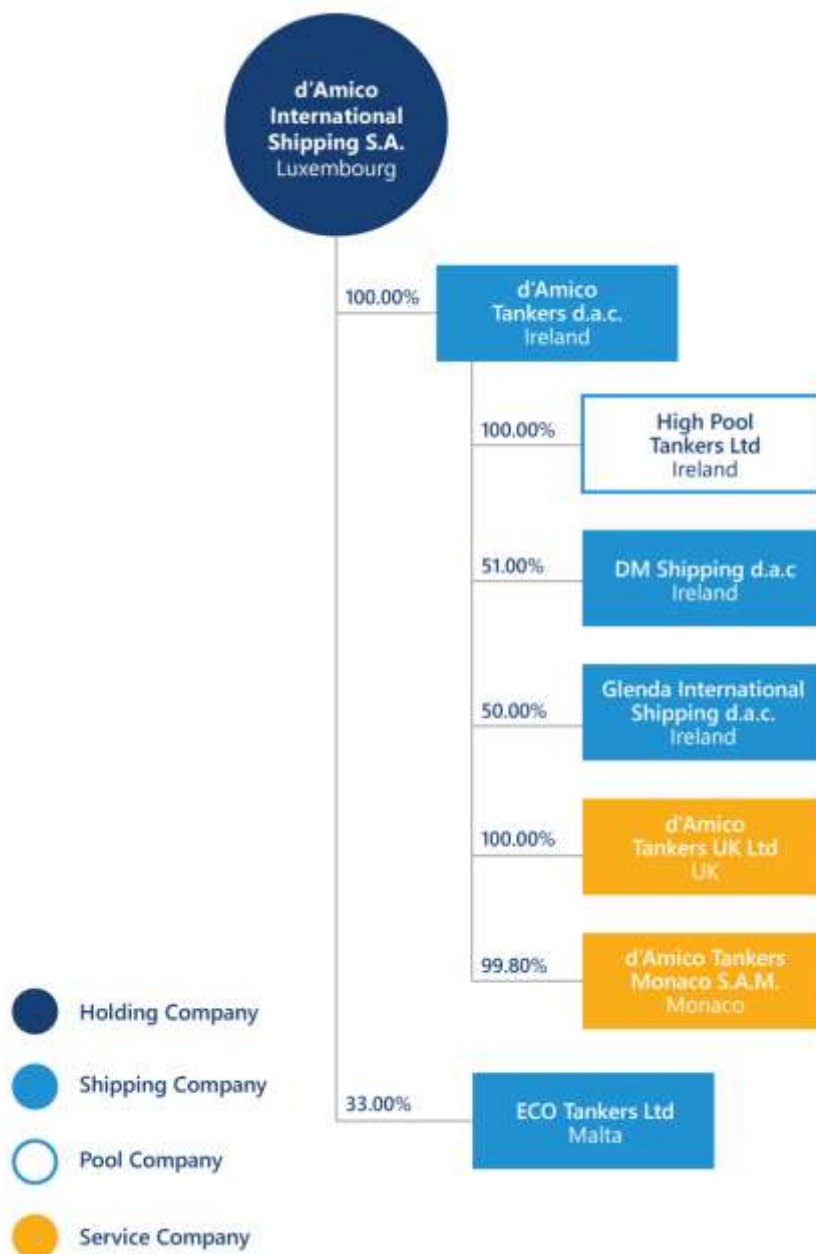 d'Amico
International
Shipping S.A.
Luxembourg
100.00%
d'Amico
Tankers d.a.c.
Ireland
100.00%
High Pool
Tankers Ltd
Ireland
51.00%
DM Shipping d.a.c
Ireland
50.00%
Glenda International
Shipping d.a.c.
Ireland
100.00%
d'Amico
Tankers UK Ltd
UK
99.80%
d'Amico Tankers
Monaco S.A.M.
Monaco
33.00%
ECO Tankers Ltd
Malta
Holding Company
Shipping Company
Pool Company
Service Company